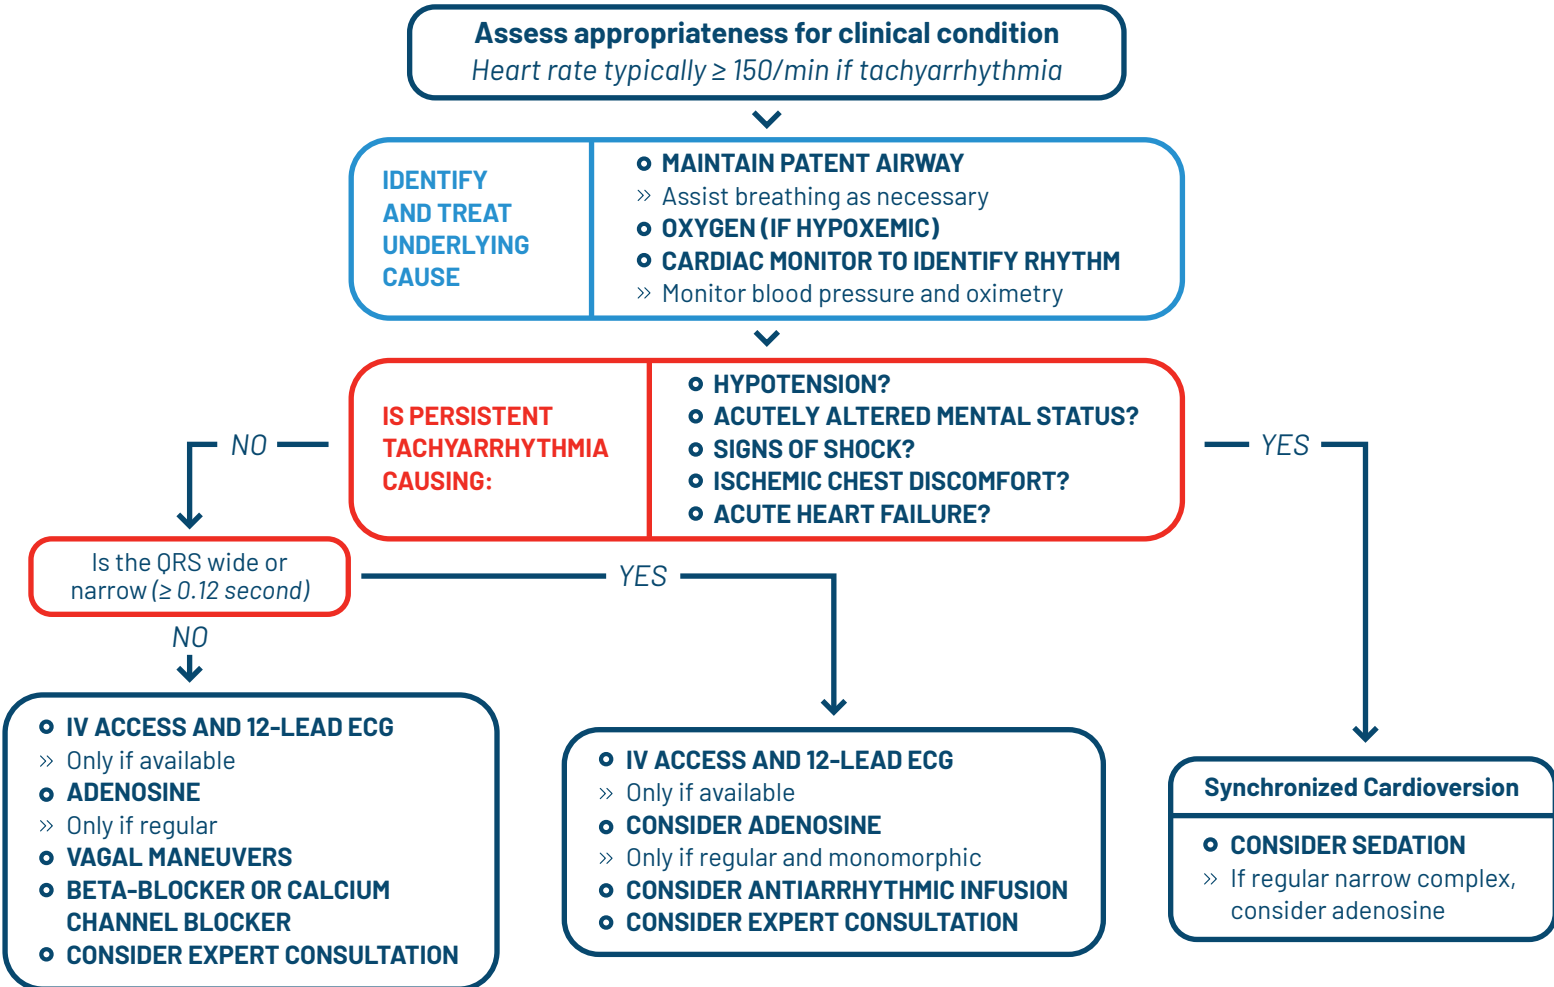 Assess appropriateness for clinical condition
Heart rate typically ≥ 150/min if tachyarrhythmia
IDENTIFY
AND TREAT
UNDERLYING
CAUSE
MAINTAIN PATENT AIRWAY
» Assist breathing as necessary
OXYGEN (IF HYPOXEMIC)
CARDIAC MONITOR TO IDENTIFY RHYTHM
» Monitor blood pressure and oximetry
IS PERSISTENT
TACHYARRHYTHMIA
CAUSING:
HYPOTENSION?
ACUTELY ALTERED MENTAL STATUS?
SIGNS OF SHOCK?
ISCHEMIC CHEST DISCOMFORT?
ACUTE HEART FAILURE?
NO
YES
Is the QRS wide or
narrow (≥ 0.12 second)
YES
NO
IV ACCESS AND 12-LEAD ECG
» Only if available
ADENOSINE
» Only if regular
VAGAL MANEUVERS
BETA-BLOCKER OR CALCIUM
CHANNEL BLOCKER
CONSIDER EXPERT CONSULTATION
IV ACCESS AND 12-LEAD ECG
» Only if available
CONSIDER ADENOSINE
» Only if regular and monomorphic
CONSIDER ANTIARRHYTHMIC INFUSION
CONSIDER EXPERT CONSULTATION
Synchronized Cardioversion
CONSIDER SEDATION
» If regular narrow complex,
consider adenosine